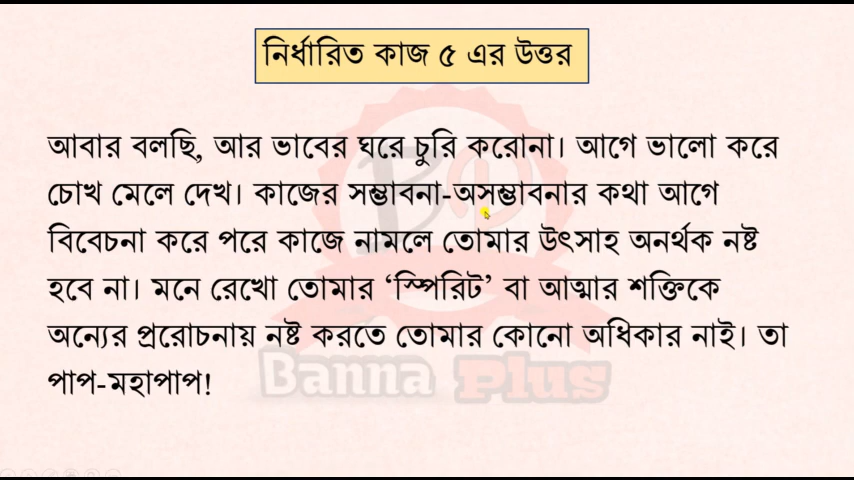 নির্ধারিত কাজ ৫ এর উত্তর
আবার বলছি, আর ভাবের ঘরে চুরি করোনা। আগে ভালো করে
চোখ মেলে দেখ। কাজের সম্ভাবনা-অসম্ভাবনার কথা আগে
বিবেচনা করে পরে কাজে নামলে তোমার উৎসাহ অনর্থক নষ্ট
হবে না। মনে রেখো তোমার ‘স্পিরিট’ বা আত্মার শক্তিকে
অন্যের প্ররোচনায় নষ্ট করতে তোমার কোনো অধিকার নাই। তা
পাপ-মহাপাপ!
Banna Plus